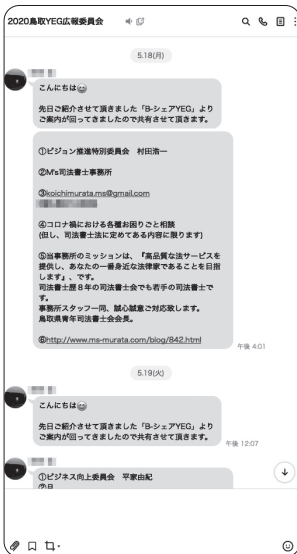 2020鳥取YEG広報委員会
5.18(月)
こんにちは
先日ご紹介させて頂きました「B-シェアYEG」より
ご案内が回ってきましたので共有させて頂きます。
①ビジョン推進特別委員会　村田浩一
②M's司法書士事務所
③koichimurata.ms@gmail.com
④コロナ禍における各種お困りごと相談
(但し、司法書士法に定めてある内容に限ります)
⑤当事務所のミッションは、『高品質な法サービスを
提供し、あなたの一番身近な法律家であることを目指
します』、です。
司法書士歴８年の司法書士会でも若手の司法書士で
す。
事務所スタッフ一同、誠心誠意ご対応致します。
鳥取県青年司法書士会会長。
⑥http://www.ms-murata.com/blog/842.html
午後 4:01
5.19(火)
こんにちは
先日ご紹介させて頂きました「B-シェアYEG」より
ご案内が回ってきましたので共有させて頂きます。
午後 12:07
①ビジネス向上委員会　平家由紀